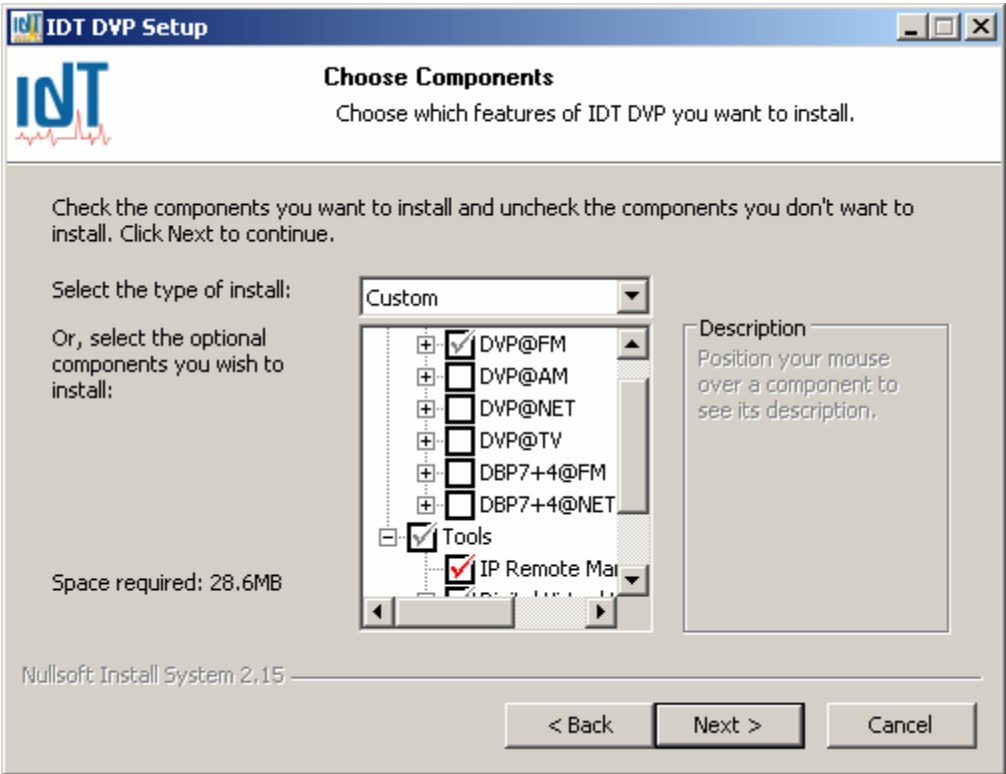 IDT DVP Setup
IDT
Choose Components
Choose which features of IDT DVP you want to install.
Check the components you want to install and uncheck the components you don't want to
install. Click Next to continue.
Select the type of install:
Custom
Or, select the optional
components you wish to
install:
DVP@FM
DVP@AM
DVP@NET
DVP@TV
DBP7+4@FM
DBP7+4@NET
Tools
IP Remote
Description
Position your mouse
over a component to
see its description.
Space required: 28.6MB
Nullsoft Install System 2.15
< Back
Next >
Cancel